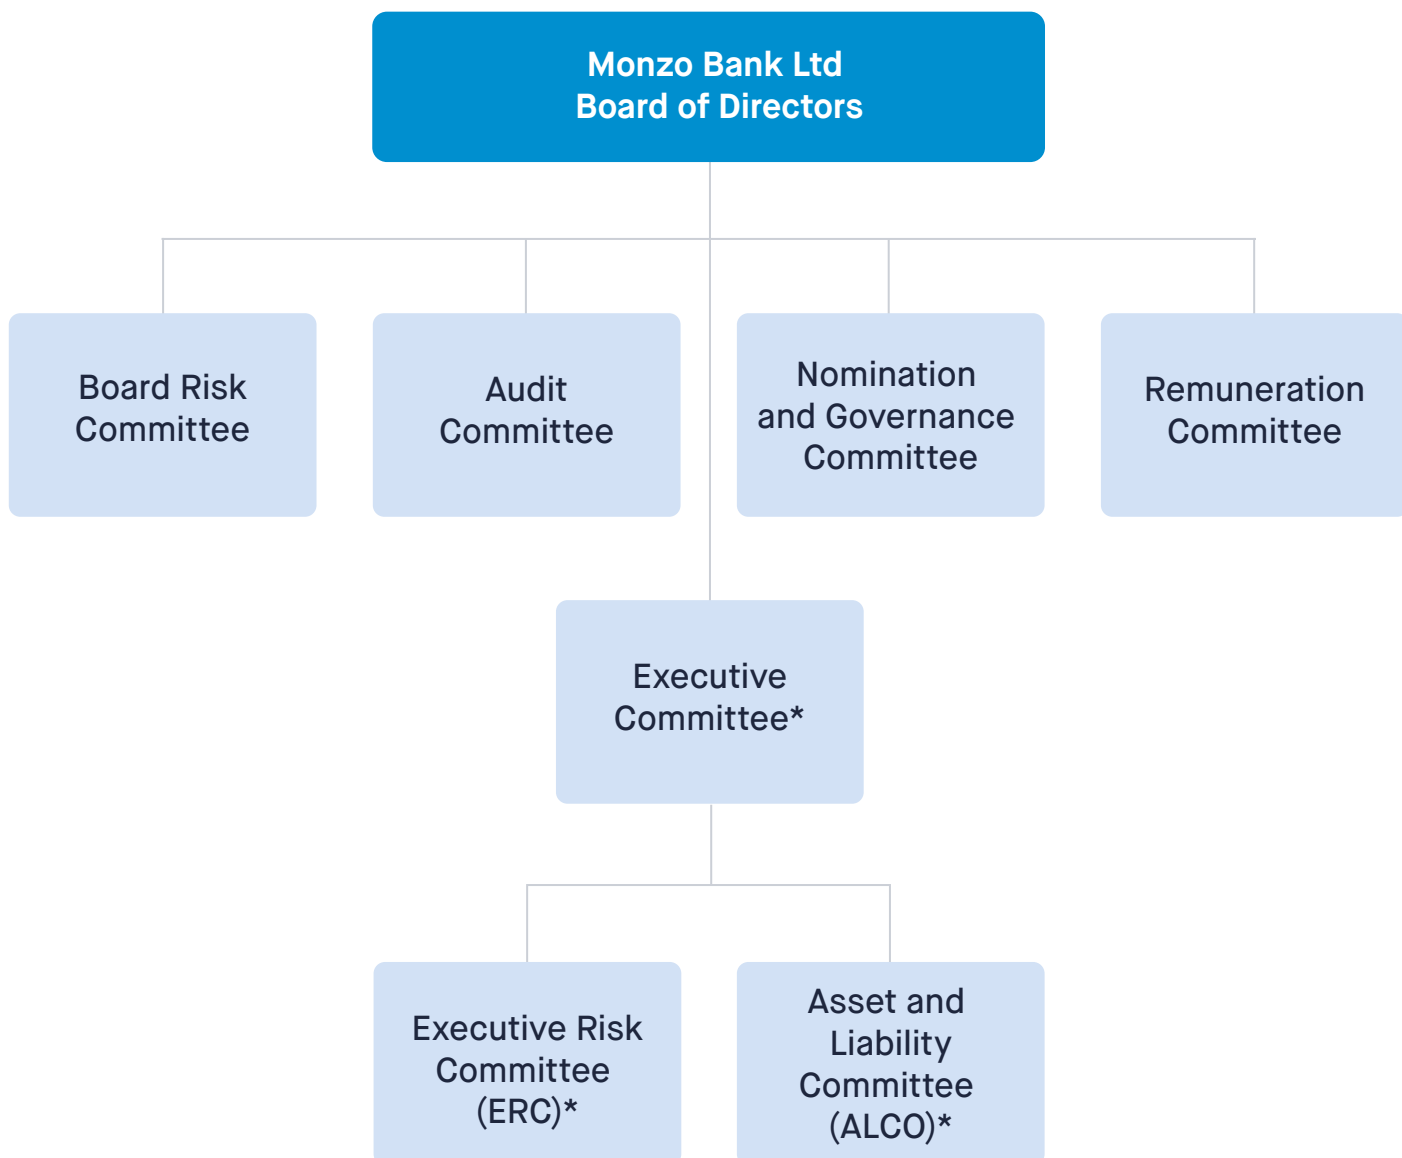 Monzo Bank Ltd
Board of Directors
Board Risk
Committee
Audit
Committee
Nomination
and Governance
Committee
Remuneration
Committee
Executive
Committee*
Executive Risk
Committee
(ERC)*
Asset and
Liability
Committee
(ALCO)*